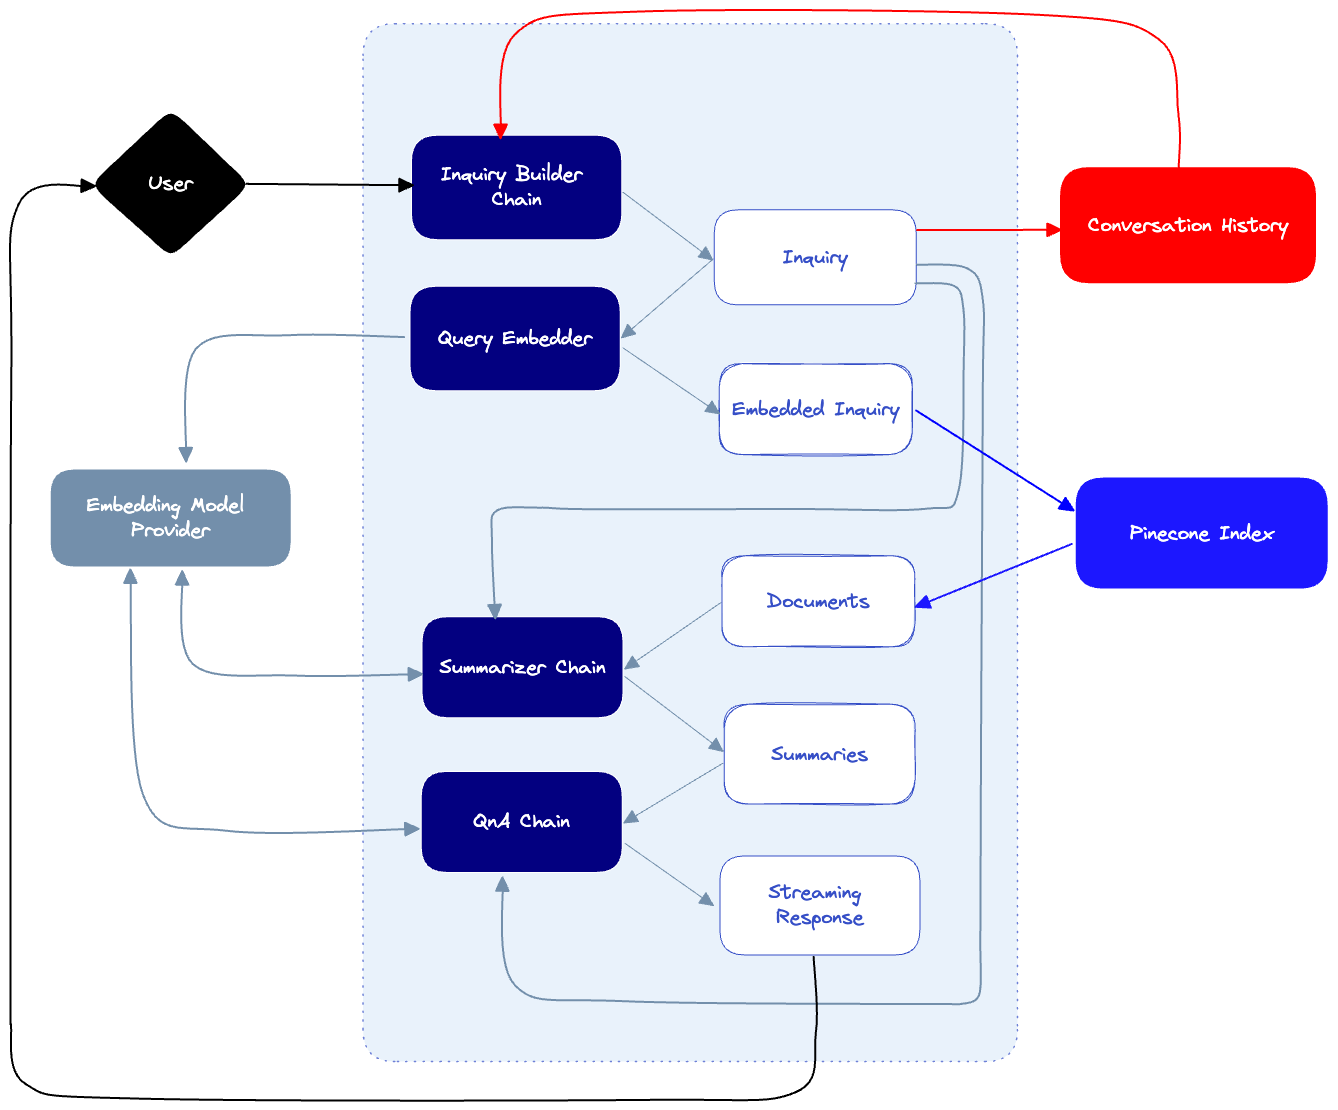 User
Inquiry Builder
Chain
Inquiry
Conversation History
Query Embedder
Embedded Inquiry
Embedding Model
Provider
Pinecone Index
Documents
Summarizer Chain
Summaries
QnA Chain
Streaming
Response